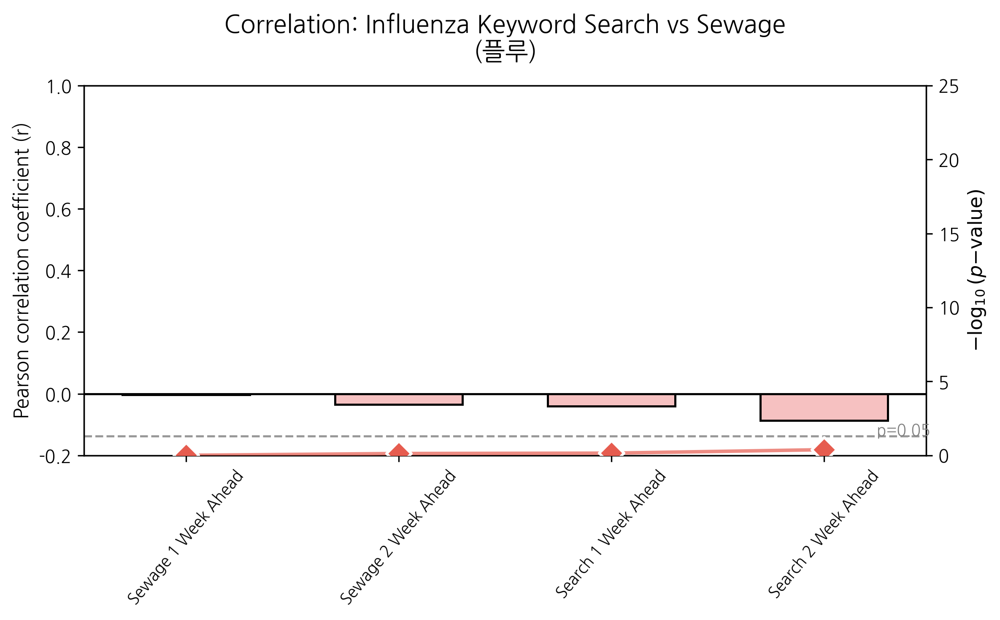 Correlation: Influenza Keyword Search vs Sewage
(플루)
Pearson correlation coefficient (r)
1.0
0.8
0.6
0.4
0.2
0.0
-0.2
25
20
15
10
5
0
−log₁₀(p−value)
p=0.05
Sewage 1 Week Ahead
Sewage 2 Week Ahead
Search 1 Week Ahead
Search 2 Week Ahead